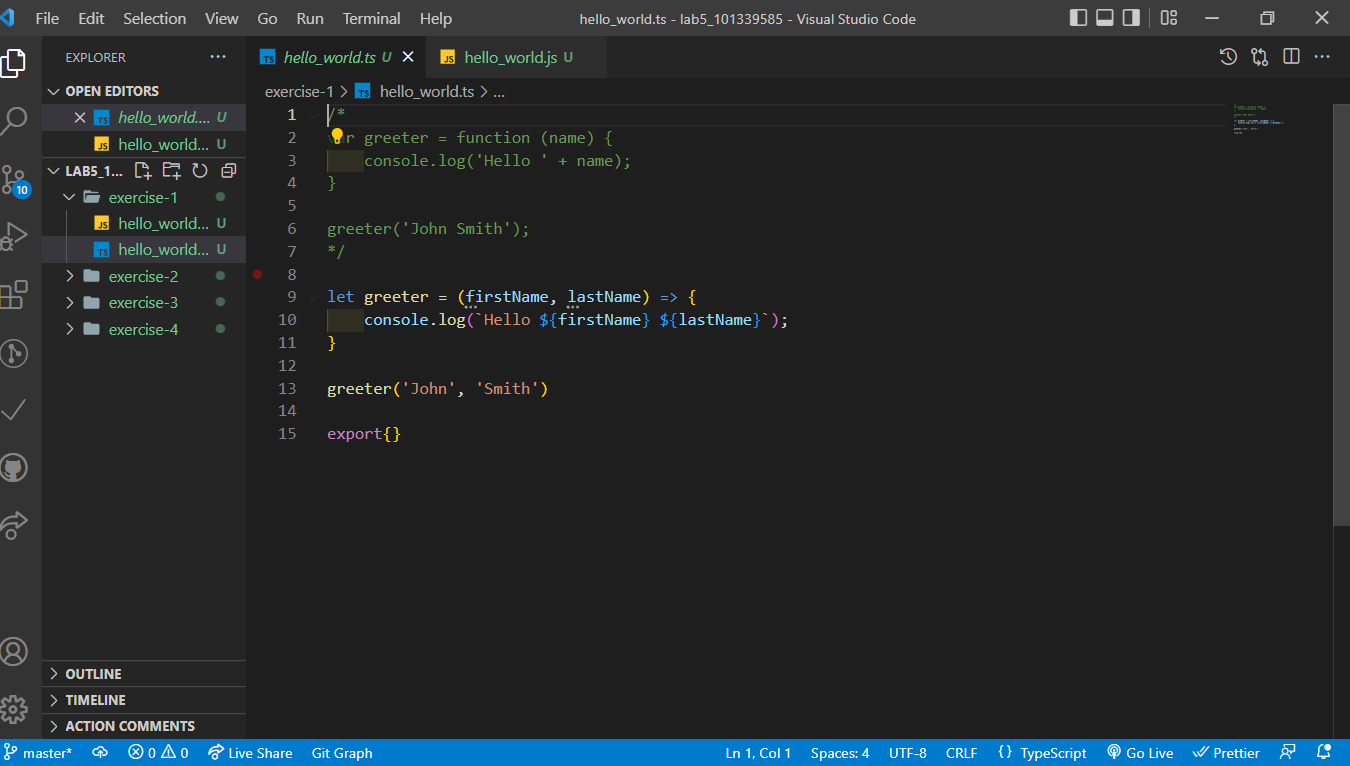 File Edit Selection View Go Run Terminal Help hello_world.ts - lab5_101339585 - Visual Studio Code
EXPLORER ...
TS hello_world.ts U JS hello_world.js U
OPEN EDITORS
exercise-1 > TS hello_world.ts > ...
TS hello_world.... U
JS hello_world... U
LAB5_1...
exercise-1
JS hello_world... U
TS hello_world... U
exercise-2
exercise-3
exercise-4
10
OUTLINE
TIMELINE
ACTION COMMENTS
1 /*
2 var greeter = function (name) {
3 console.log('Hello ' + name);
4 }
5
6 greeter('John Smith');
7 */
8
9 let greeter = (firstName, lastName) => {
10 console.log(`Hello ${firstName} ${lastName}`);
11 }
12
13 greeter('John', 'Smith')
14
15 export{}
master* 0 0 Live Share Git Graph Ln 1, Col 1 Spaces: 4 UTF-8 CRLF {} TypeScript Go Live Prettier